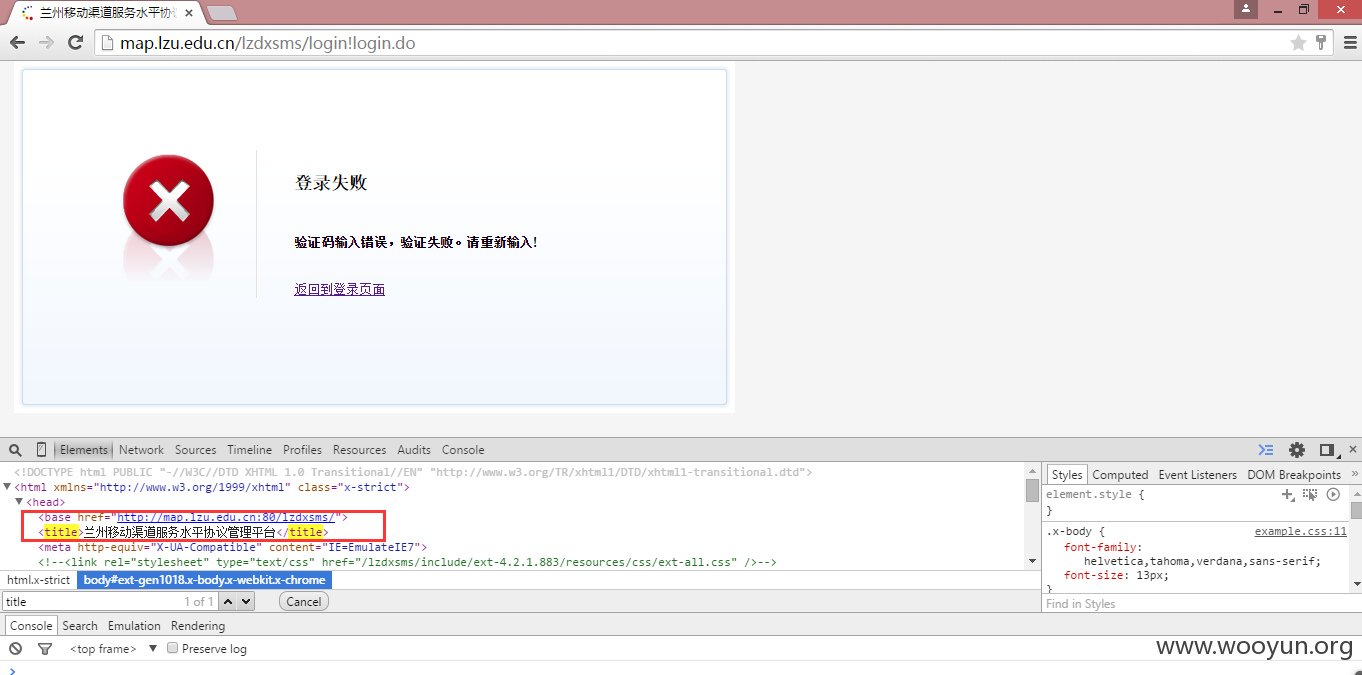 兰州移动渠道服务水平协议
map.lzu.edu.cn/lzdxsms/login!login.do
登录失败
验证码输入错误，验证失败。请重新输入!
返回到登录页面
Elements Network Sources Timeline Profiles Resources Audits Console
<!DOCTYPE html PUBLIC "-//W3C//DTD XHTML 1.0 Transitional//EN" "http://www.w3.org/TR/xhtml1/DTD/xhtml1-transitional.dtd">
<html xmlns="http://www.w3.org/1999/xhtml" class="x-strict">
<head>
<base href="http://map.lzu.edu.cn:80/lzdxsms/">
<title>兰州移动渠道服务水平协议管理平台</title>
<meta http-equiv="X-UA-Compatible" content="IE=EmulateIE7">
<!--<link rel="stylesheet" type="text/css" href="/lzdxsms/include/ext-4.2.1.883/resources/css/ext-all.css" />-->
html.x-strict body#ext-gen1018.x-body.x-webkit.x-chrome
title 1 of 1 Cancel
Styles Computed Event Listeners DOM Breakpoints »
element.style {
}
.x-body { example.css:11
font-family:
helvetica,tahoma,verdana,sans-serif;
font-size: 13px;
}
Find in Styles
Console Search Emulation Rendering
<top frame> Preserve log
www.wooyun.org